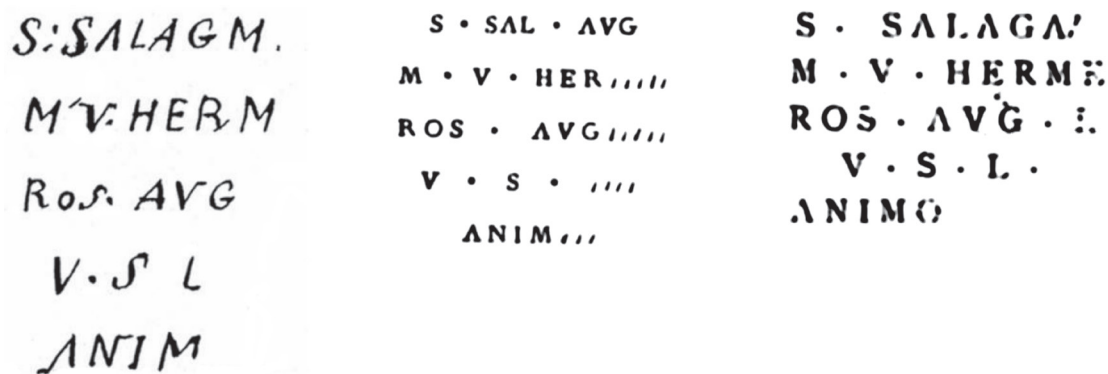 S:SALAGM.
M V: HERM
Ros. AVG
V. S L
ANIM
S · SAL · AVG
M · V · HER
ROS · AVG
V · S ·
ANIM
S · SALAGA
M · V · HERME
ROS · AVG · L
V · S · L ·
ANIMO